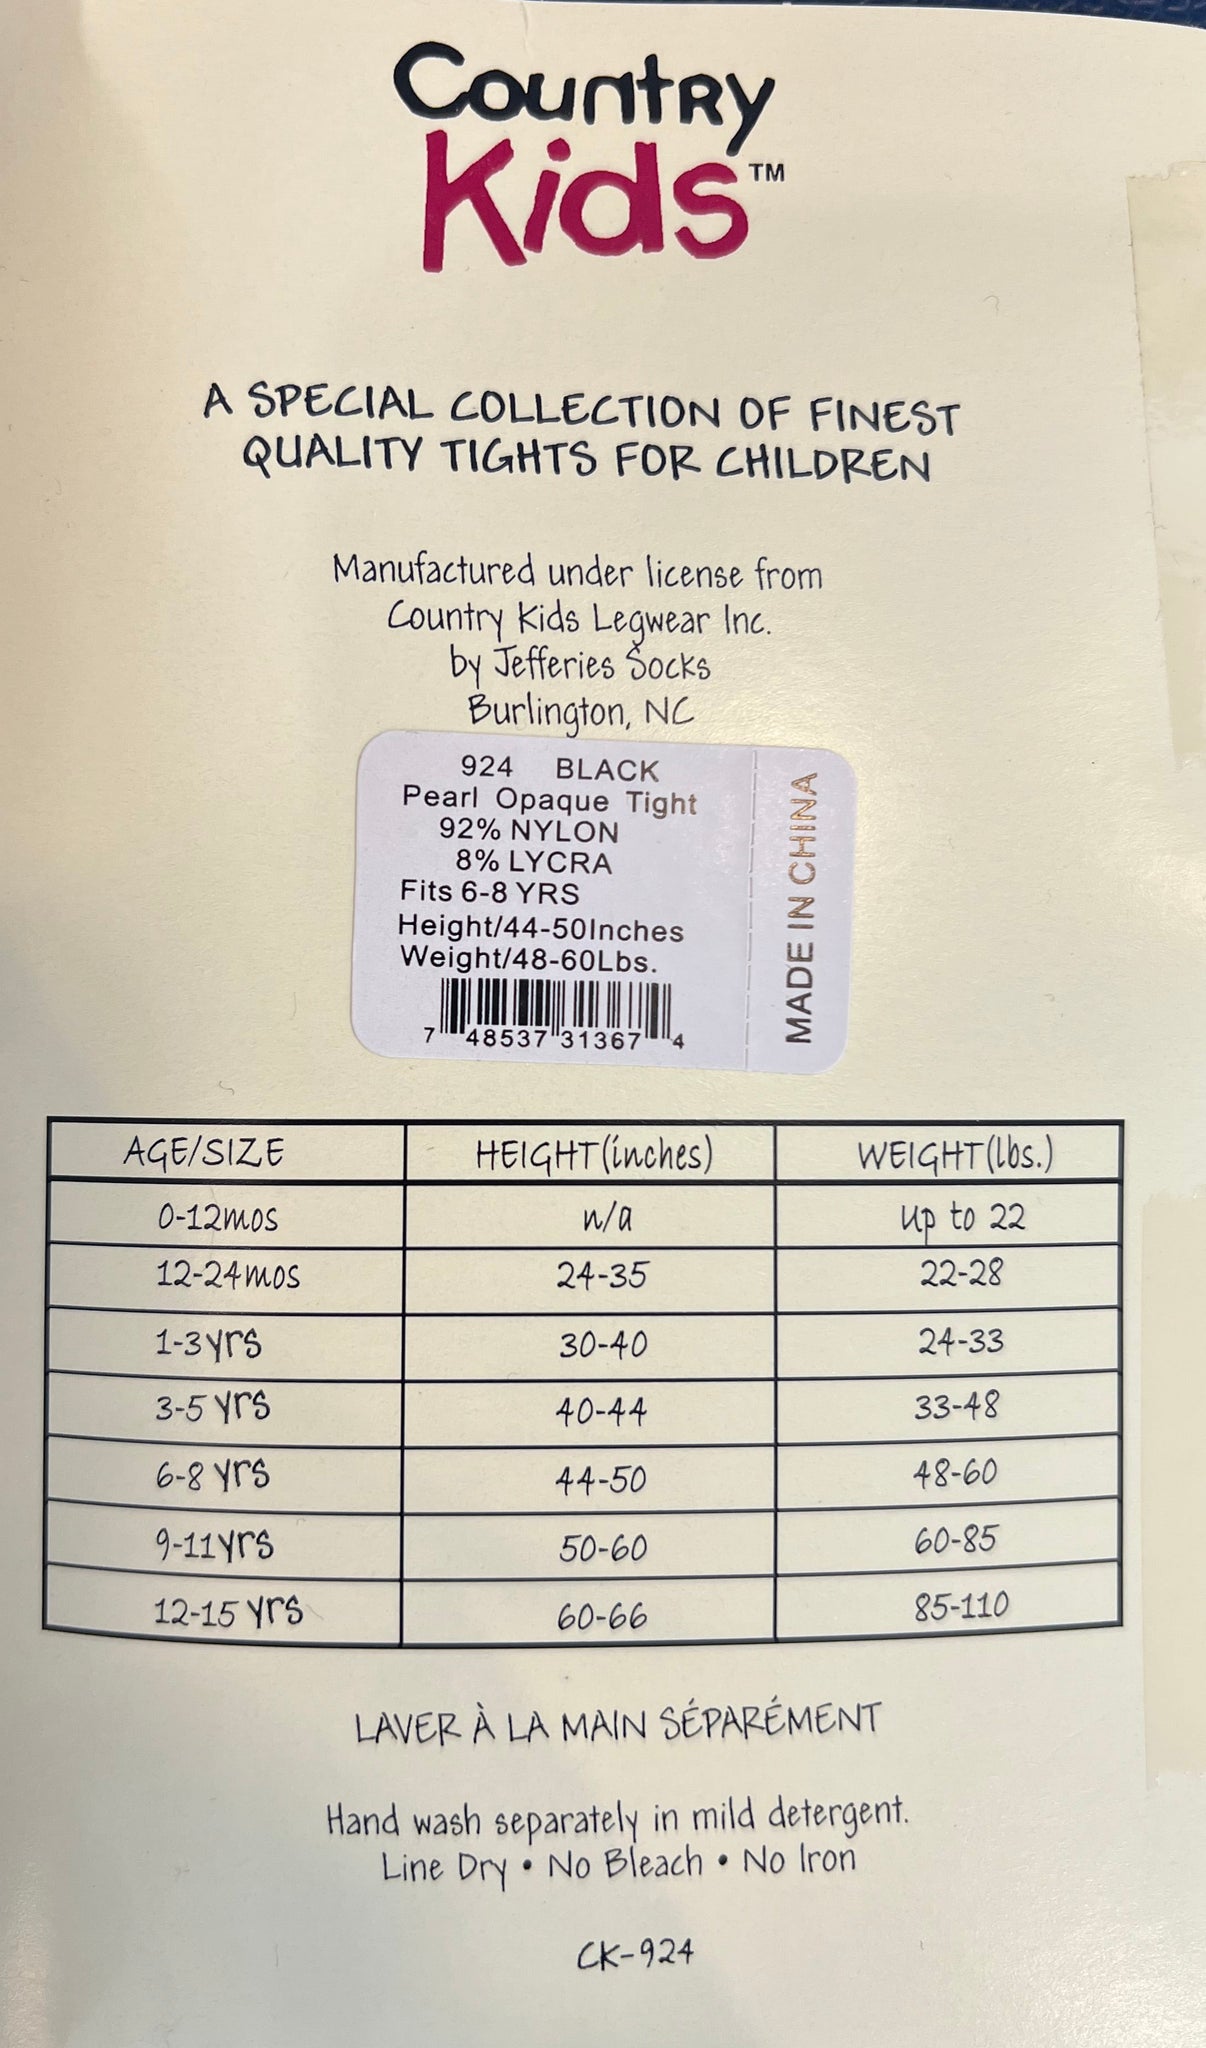 Country
Kids™
A SPECIAL COLLECTION OF FINEST
QUALITY TIGHTS FOR CHILDREN
Manufactured under license from
Country Kids Legwear Inc.
by Jefferies Socks
Burlington, NC
924 BLACK
Pearl Opaque Tight
92% NYLON
8% LYCRA
Fits 6-8 YRS
Height/44-50Inches
Weight/48-60Lbs.
7 48537 31367 4
MADE IN CHINA
AGE/SIZE HEIGHT(inches) WEIGHT(lbs.)
0-12mos n/a up to 22
12-24mos 24-35 22-28
1-3yrs 30-40 24-33
3-5 yrs 40-44 33-48
6-8 yrs 44-50 48-60
9-11yrs 50-60 60-85
12-15 yrs 60-66 85-110
LAVER À LA MAIN SÉPARÉMENT
Hand wash separately in mild detergent.
Line Dry • No Bleach • No Iron
CK-924